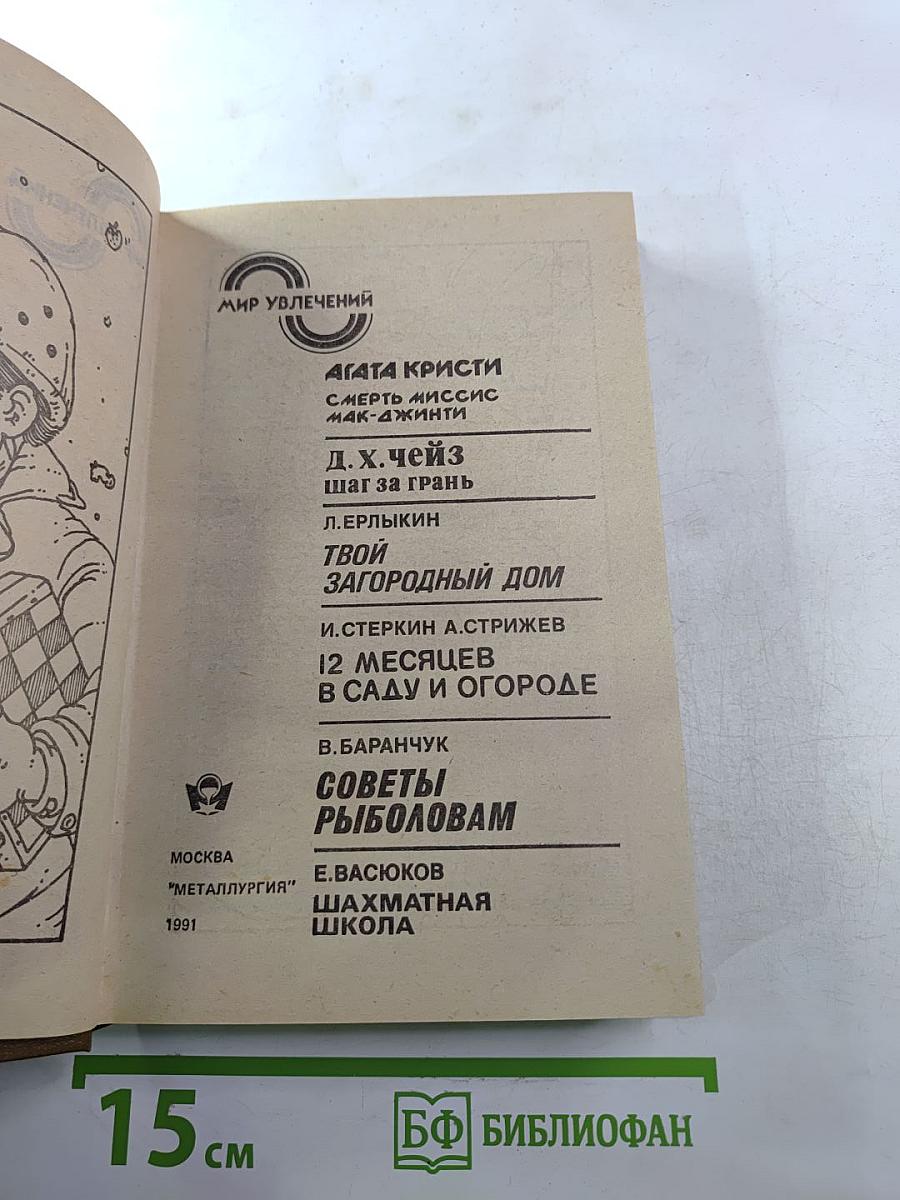 МИР УВЛЕЧЕНИЙ
АГАТА КРИСТИ
СМЕРТЬ МИССИС
МАК-ДЖИНТИ
Д.Х.ЧЕЙЗ
ШАГ ЗА ГРАНЬ
Л.ЕРЛЫКИН
ТВОЙ
ЗАГОРОДНЫЙ ДОМ
И.СТЕРКИН А.СТРИЖЕВ
12 МЕСЯЦЕВ
В САДУ И ОГОРОДЕ
В.БАРАНЧУК
СОВЕТЫ
РЫБОЛОВАМ
Е.ВАСЮКОВ
ШАХМАТНАЯ
ШКОЛА
МОСКВА
"МЕТАЛЛУРГИЯ"
1991
15 см
БФ БИБЛИОФАН